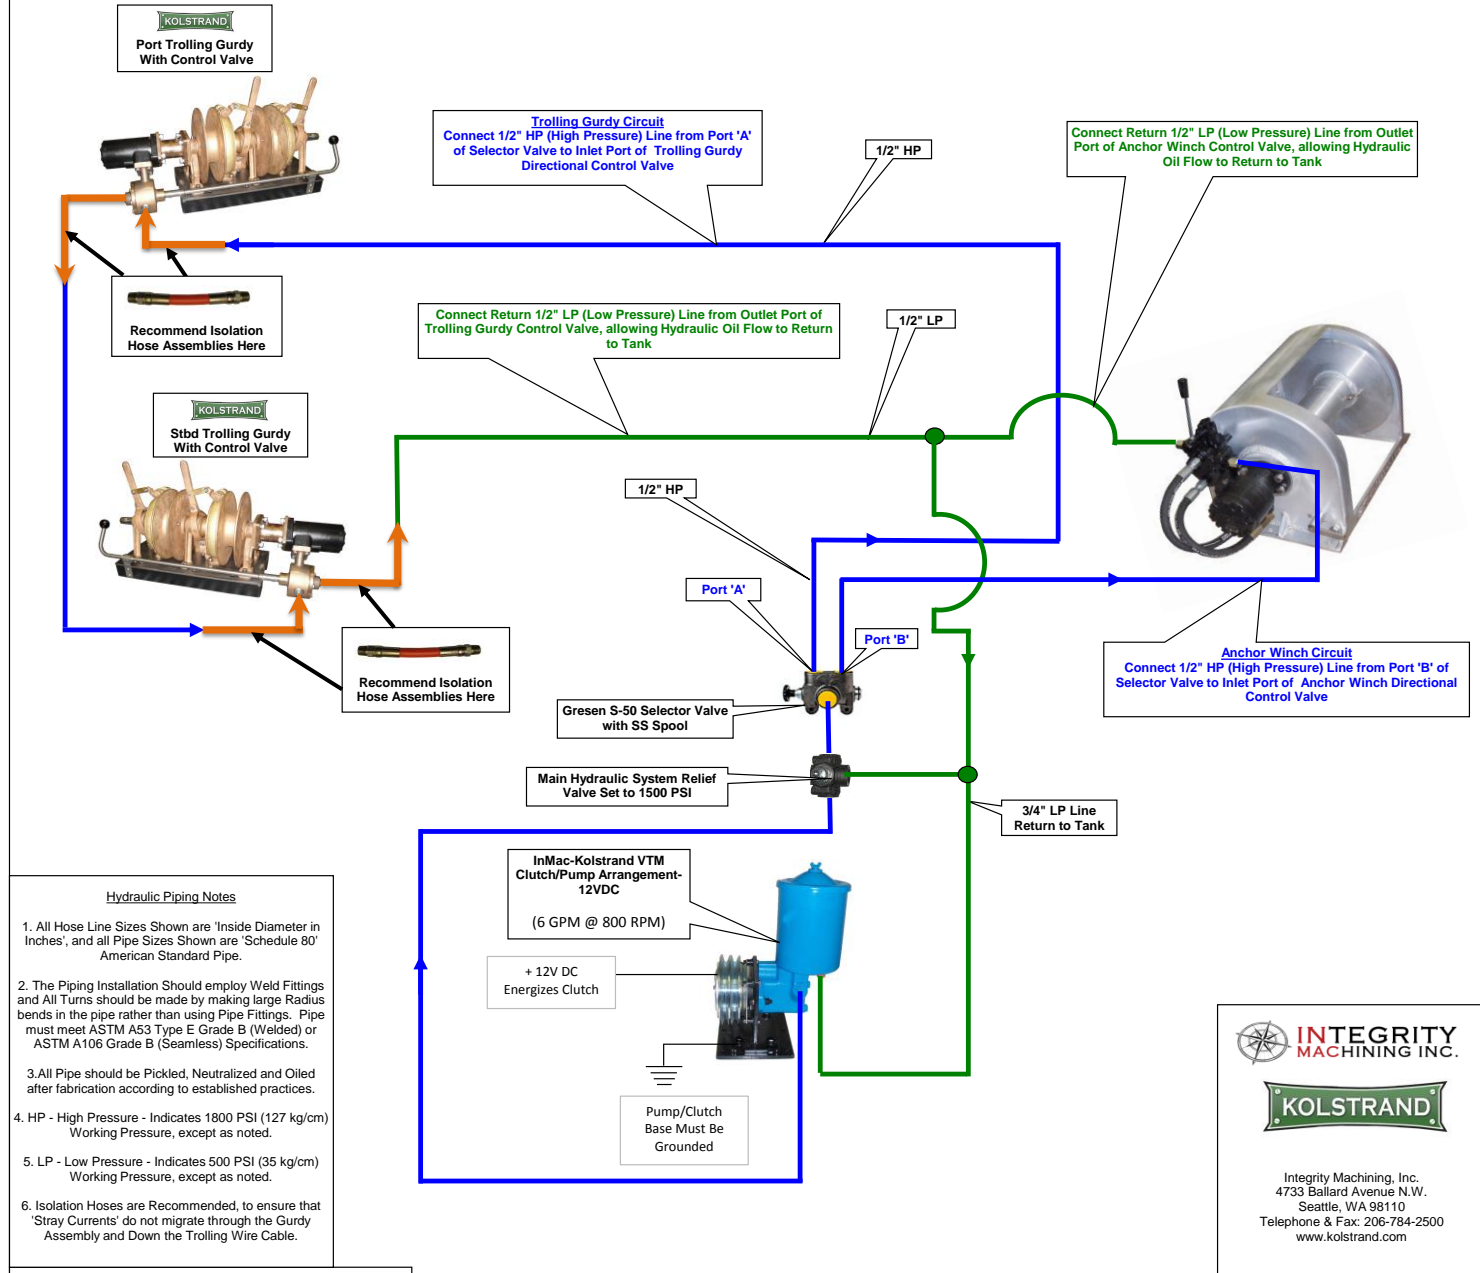 KOLSTRAND
Port Trolling Gurdy
With Control Valve
Trolling Gurdy Circuit
Connect 1/2" HP (High Pressure) Line from Port 'A'
of Selector Valve to Inlet Port of Trolling Gurdy
Directional Control Valve
1/2" HP
Connect Return 1/2" LP (Low Pressure) Line from Outlet
Port of Anchor Winch Control Valve, allowing Hydraulic
Oil Flow to Return to Tank
Recommend Isolation
Hose Assemblies Here
Connect Return 1/2" LP (Low Pressure) Line from Outlet Port of
Trolling Gurdy Control Valve, allowing Hydraulic Oil Flow to Return
to Tank
1/2" LP
KOLSTRAND
Stbd Trolling Gurdy
With Control Valve
1/2" HP
Port 'A'
Port 'B'
Recommend Isolation
Hose Assemblies Here
Anchor Winch Circuit
Connect 1/2" HP (High Pressure) Line from Port 'B' of
Selector Valve to Inlet Port of Anchor Winch Directional
Control Valve
Gresen S-50 Selector Valve
with SS Spool
Main Hydraulic System Relief
Valve Set to 1500 PSI
3/4" LP Line
Return to Tank
InMac-Kolstrand VTM
Clutch/Pump Arrangement-
12VDC
(6 GPM @ 800 RPM)
+ 12V DC
Energizes Clutch
Pump/Clutch
Base Must Be
Grounded
Hydraulic Piping Notes
1. All Hose Line Sizes Shown are 'Inside Diameter in
Inches', and all Pipe Sizes Shown are 'Schedule 80'
American Standard Pipe.
2. The Piping Installation Should employ Weld Fittings
and All Turns should be made by making large Radius
bends in the pipe rather than using Pipe Fittings. Pipe
must meet ASTM A53 Type E Grade B (Welded) or
ASTM A106 Grade B (Seamless) Specifications.
3.All Pipe should be Pickled, Neutralized and Oiled
after fabrication according to established practices.
4. HP - High Pressure - Indicates 1800 PSI (127 kg/cm)
Working Pressure, except as noted.
5. LP - Low Pressure - Indicates 500 PSI (35 kg/cm)
Working Pressure, except as noted.
6. Isolation Hoses are Recommended, to ensure that
'Stray Currents' do not migrate through the Gurdy
Assembly and Down the Trolling Wire Cable.
INTEGRITY
MACHINING INC.
KOLSTRAND
Integrity Machining, Inc.
4733 Ballard Avenue N.W.
Seattle, WA 98110
Telephone & Fax: 206-784-2500
www.kolstrand.com